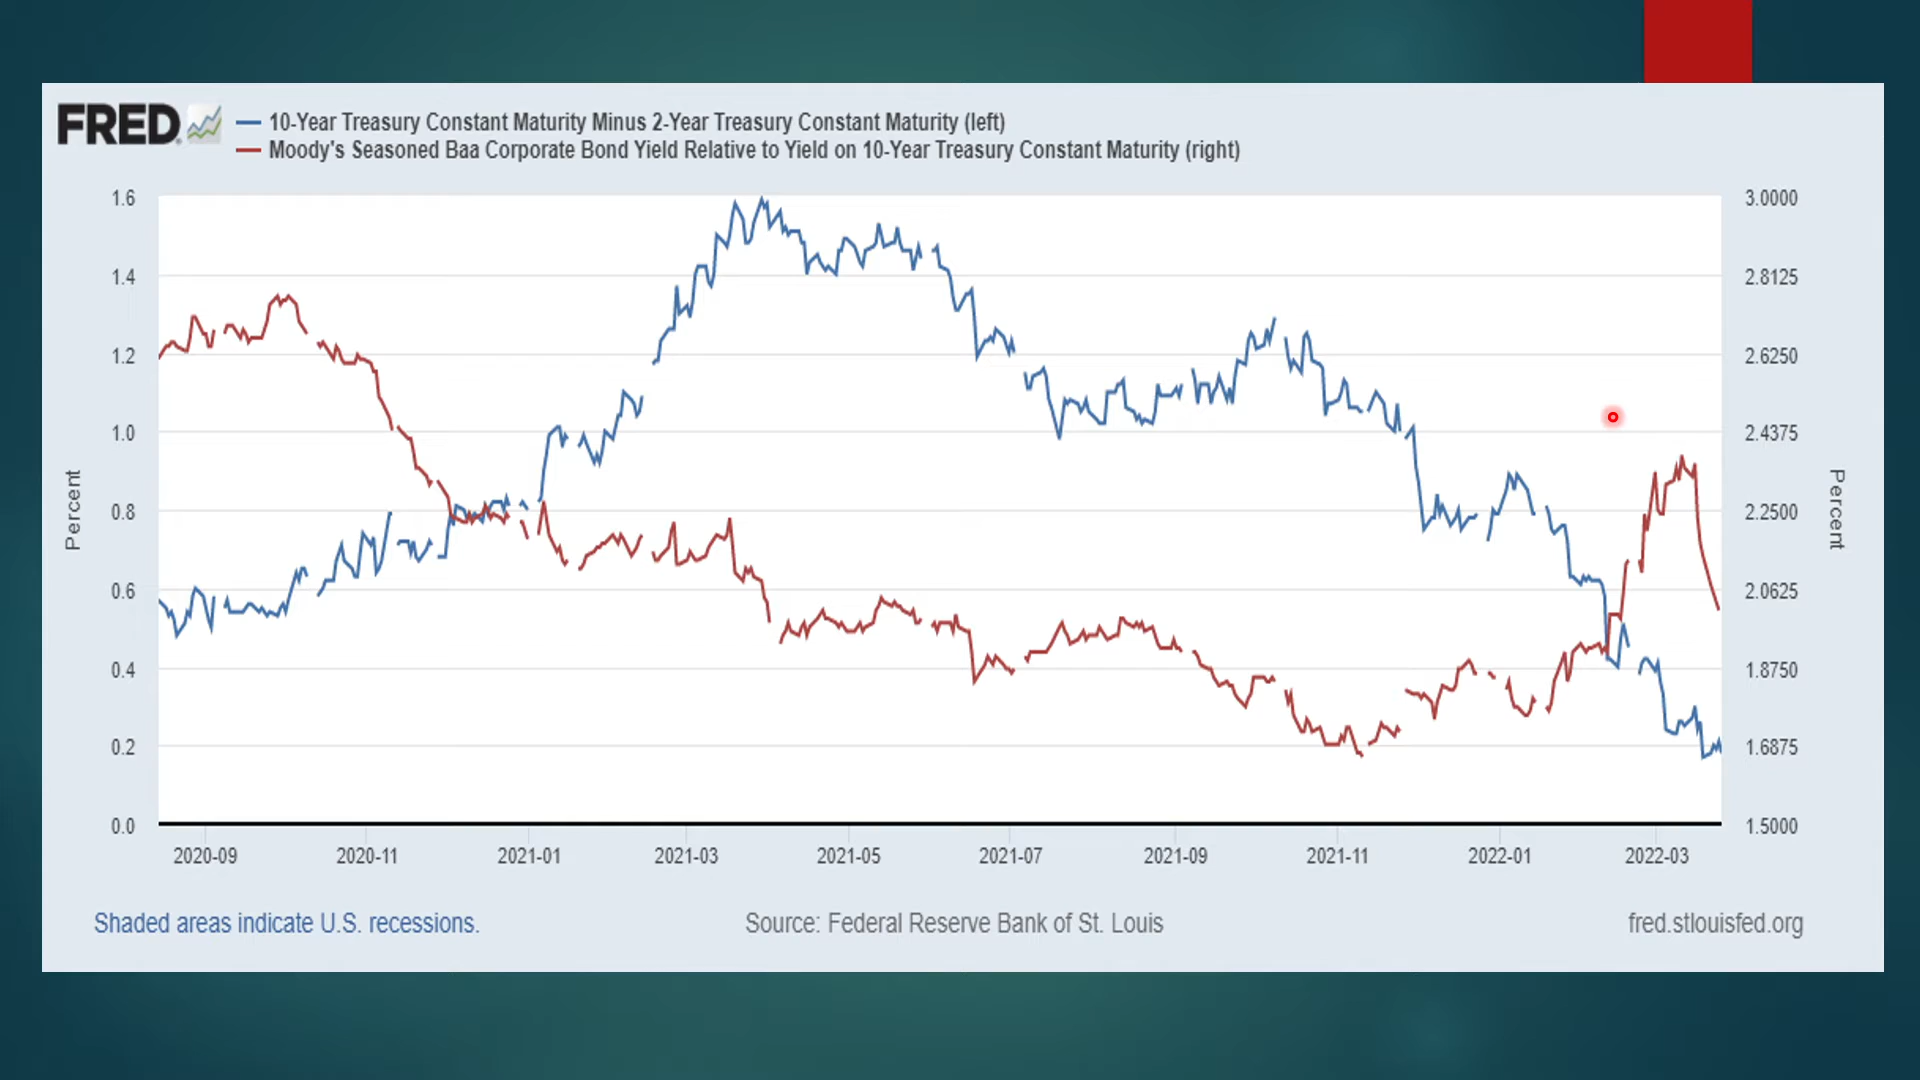 FRED
10-Year Treasury Constant Maturity Minus 2-Year Treasury Constant Maturity (left)
Moody's Seasoned Baa Corporate Bond Yield Relative to Yield on 10-Year Treasury Constant Maturity (right)
1.6 3.0000
1.4 2.8125
1.2 2.6250
1.0 2.4375
0.8 2.2500
0.6 2.0625
0.4 1.8750
0.2 1.6875
0.0 1.5000
Percent
Percent
2020-09 2020-11 2021-01 2021-03 2021-05 2021-07 2021-09 2021-11 2022-01 2022-03
Shaded areas indicate U.S. recessions. Source: Federal Reserve Bank of St. Louis fred.stlouisfed.org